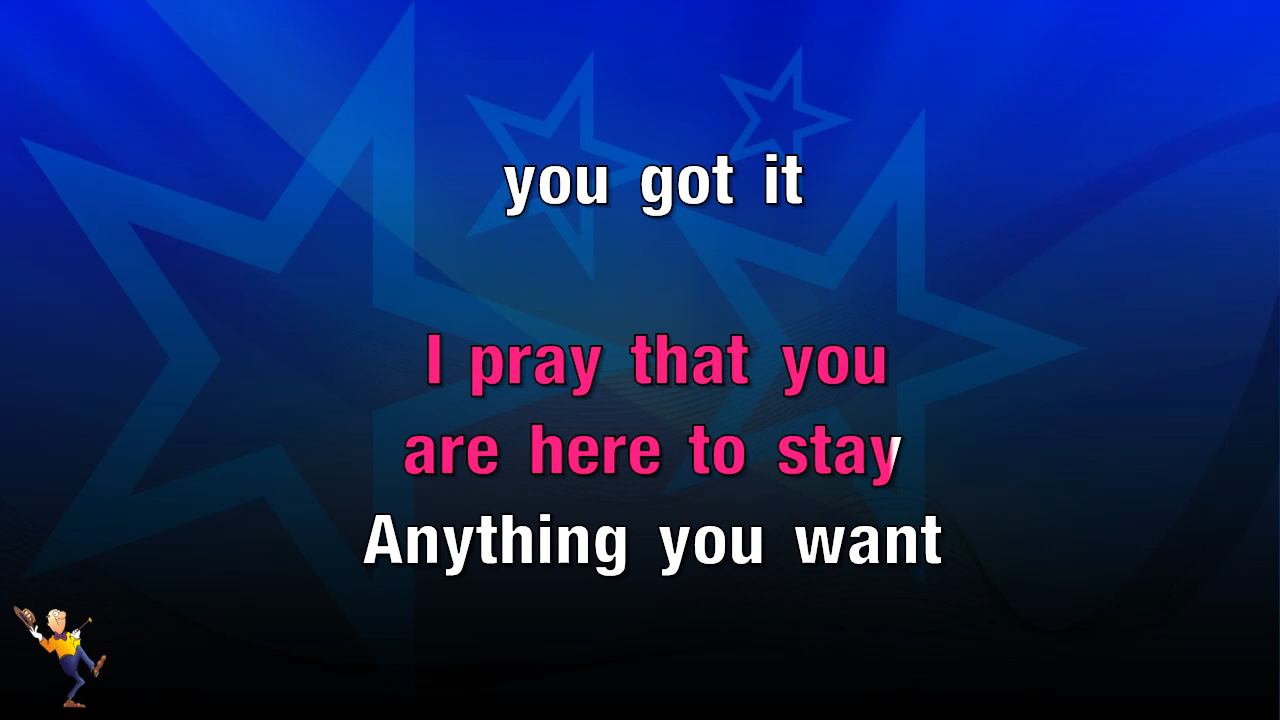 you got it
I pray that you
are here to stay
Anything you want